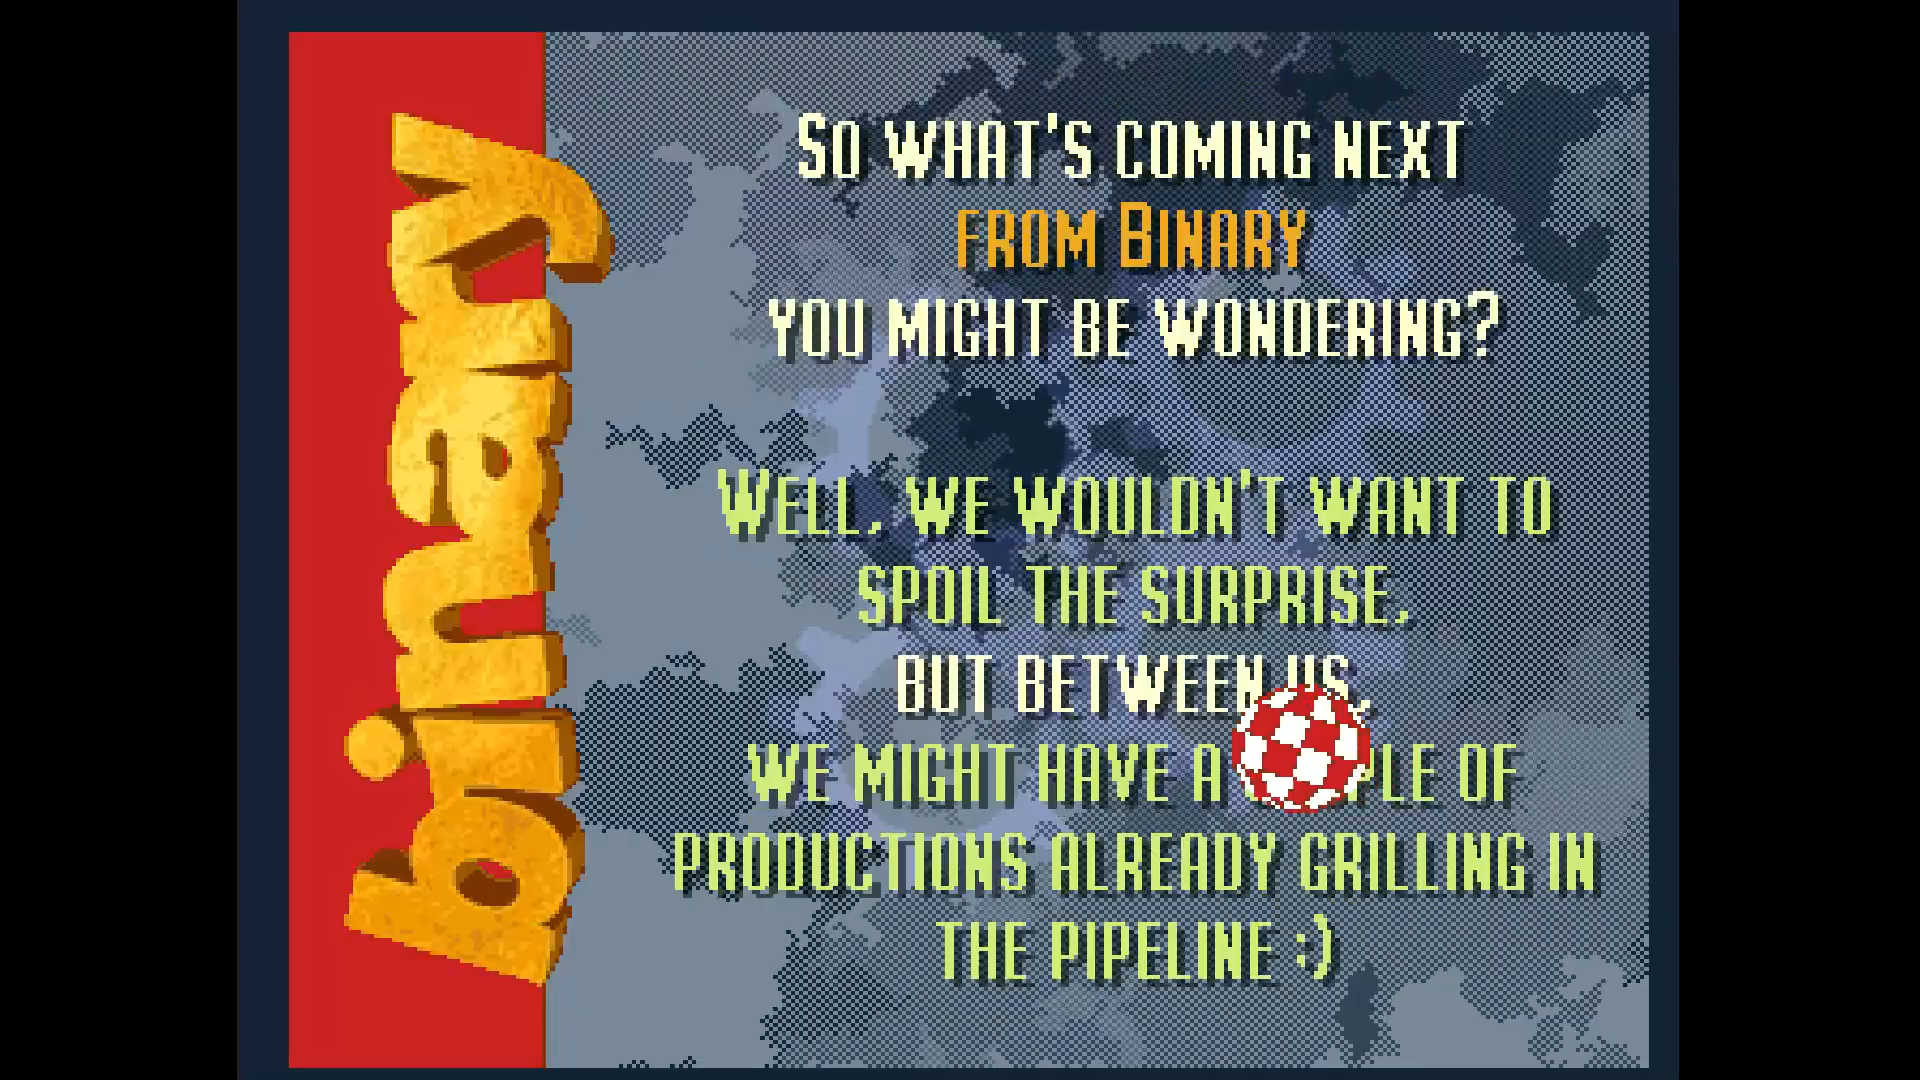 binary
So what's coming next
from Binary
you might be wondering?
Well, we wouldn't want to
spoil the surprise,
but between us,
we might have a
of
productions already grilling in
the pipeline :)